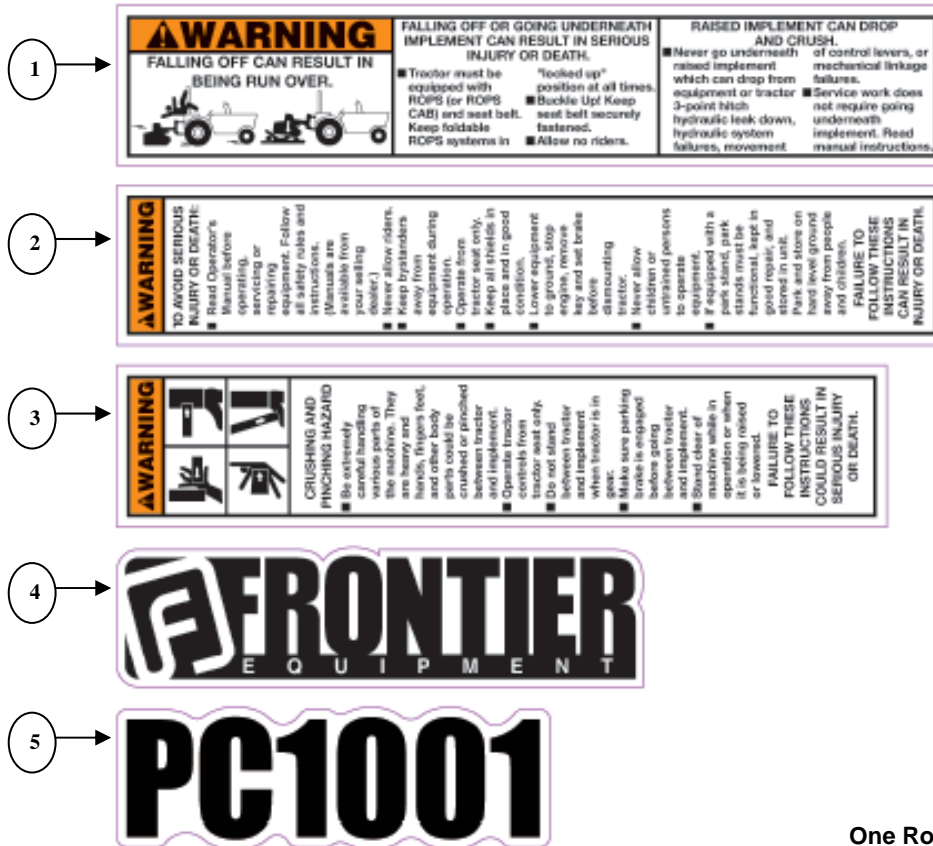 1
WARNING
FALLING OFF CAN RESULT IN
BEING RUN OVER.
FALLING OFF OR GOING UNDERNEATH
IMPLEMENT CAN RESULT IN SERIOUS
INJURY OR DEATH.
■ Tractor must be
equipped with
ROPS (or ROPS
CAB) and seat belt.
Keep foldable
ROPS systems in
"locked up"
position at all times.
■ Buckle Up! Keep
seat belt securely
fastened.
■ Allow no riders.
RAISED IMPLEMENT CAN DROP
AND CRUSH.
■ Never go underneath
raised implement
which can drop from
equipment or tractor
3-point hitch
hydraulic leak down,
hydraulic system
failures, movement
of control levers, or
mechanical linkage
failures.
■ Service work does
not require going
underneath
implement. Read
manual instructions.
2
WARNING
TO AVOID SERIOUS
INJURY OR DEATH:
■ Read Operator's
Manual before
operating,
servicing or
repairing
equipment. Follow
all safety rules and
instructions.
(Manuals are
available from
your selling
dealer.)
■ Never allow riders.
■ Keep bystanders
away from
equipment during
operation.
■ Operate from
tractor seat only.
■ Keep all shields in
place and in good
condition.
■ Lower equipment
to ground, stop
engine, remove
key and set brake
before
dismounting
tractor.
■ Never allow
children or
untrained persons
to operate
equipment.
■ If equipped with a
park stand, park
stands must be
functional, kept in
good repair, and
stored in unit.
Park and store on
hard level ground
away from people
and children.
FAILURE TO
FOLLOW THESE
INSTRUCTIONS
CAN RESULT IN
INJURY OR DEATH.
3
WARNING
CRUSHING AND
PINCHING HAZARD
■ Be extremely
careful handling
various parts of
the machine. They
are heavy and
hands, fingers feet,
and other body
parts could be
crushed or pinched
between tractor
and implement.
■ Operate tractor
controls from
tractor seat only.
■ Do not stand
between tractor
and implement
when tractor is in
gear.
■ Make sure parking
brake is engaged
before going
between tractor
and implement.
■ Stand clear of
machine while in
operation or when
it is being raised
or lowered.
FAILURE TO
FOLLOW THESE
INSTRUCTIONS
COULD RESULT IN
SERIOUS INJURY
OR DEATH.
4
FRONTIER
EQUIPMENT
5
PC1001
One Ro